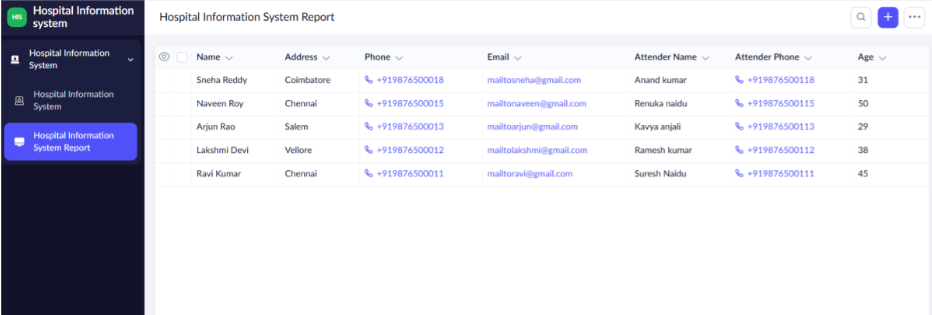 HIS
Hospital Information
system
Hospital Information
System
Hospital Information
System
Hospital Information
System Report
Hospital Information System Report
Name Address Phone Email Attender Name Attender Phone Age
Sneha Reddy Coimbatore +919876500018 mailtosneha@gmail.com Anand kumar +919876500118 31
Naveen Roy Chennai +919876500015 mailtonaveen@gmail.com Renuka naidu +919876500115 50
Arjun Rao Salem +919876500013 mailtoarjun@gmail.com Kavya anjali +919876500113 29
Lakshmi Devi Vellore +919876500012 mailtolakshmi@gmail.com Ramesh kumar +919876500112 38
Ravi Kumar Chennai +919876500011 mailtoravi@gmail.com Suresh Naidu +919876500111 45